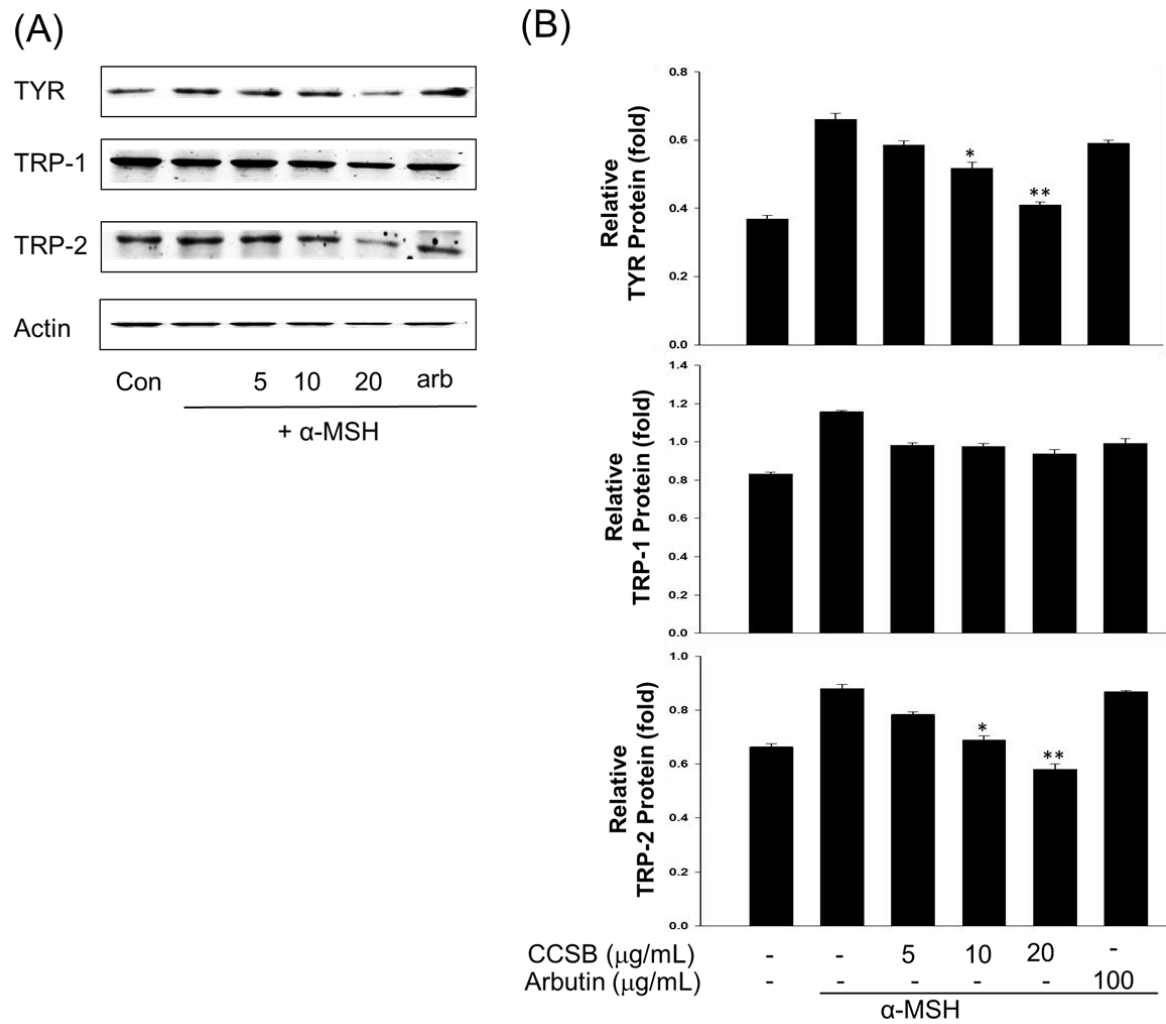 (A)
TYR
TRP-1
TRP-2
Actin
Con 5 10 20 arb
+ α-MSH
(B)
Relative
TYR Protein (fold)
0.8
0.6
0.4
0.2
0.0
*
**
Relative
TRP-1 Protein (fold)
1.4
1.2
1.0
0.8
0.6
0.4
0.2
0.0
Relative
TRP-2 Protein (fold)
1.0
0.8
0.6
0.4
0.2
0.0
*
**
CCSB (μg/mL) - - 5 10 20 -
Arbutin (μg/mL) - - - - - 100
α-MSH